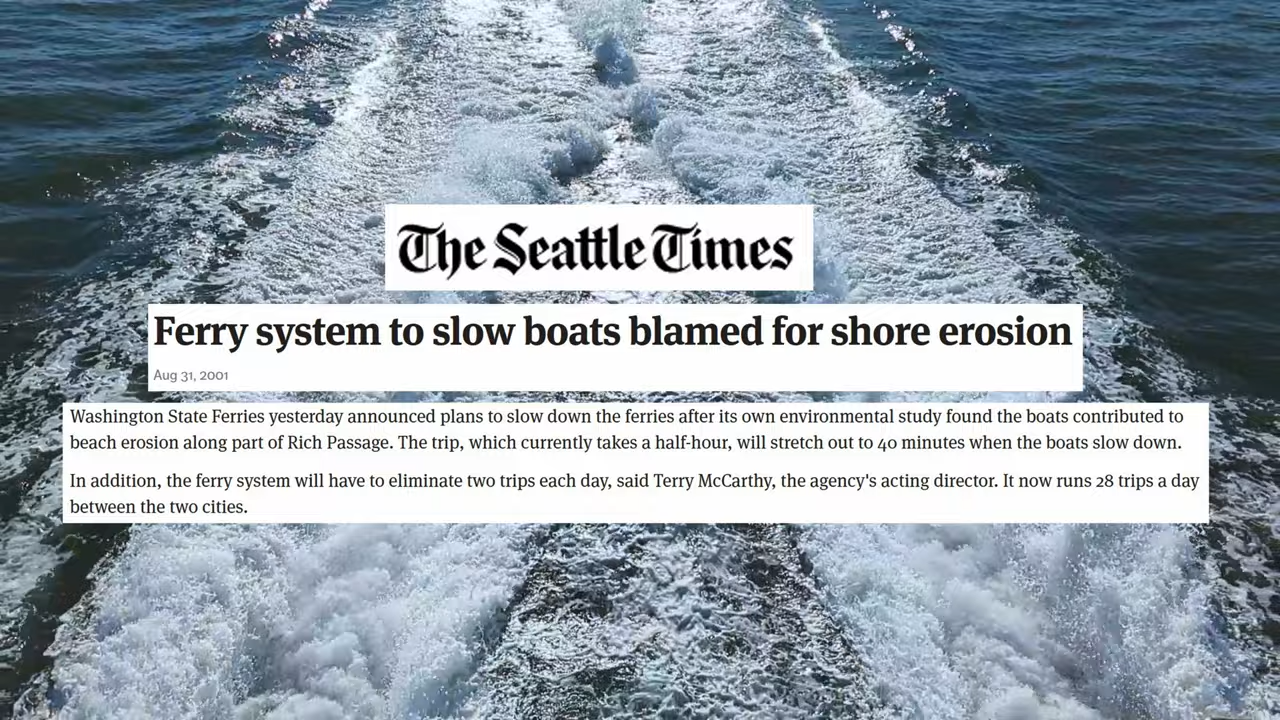 The Seattle Times
Ferry system to slow boats blamed for shore erosion
Aug 31, 2001
Washington State Ferries yesterday announced plans to slow down the ferries after its own environmental study found the boats contributed to
beach erosion along part of Rich Passage. The trip, which currently takes a half-hour, will stretch out to 40 minutes when the boats slow down.
In addition, the ferry system will have to eliminate two trips each day, said Terry McCarthy, the agency's acting director. It now runs 28 trips a day
between the two cities.